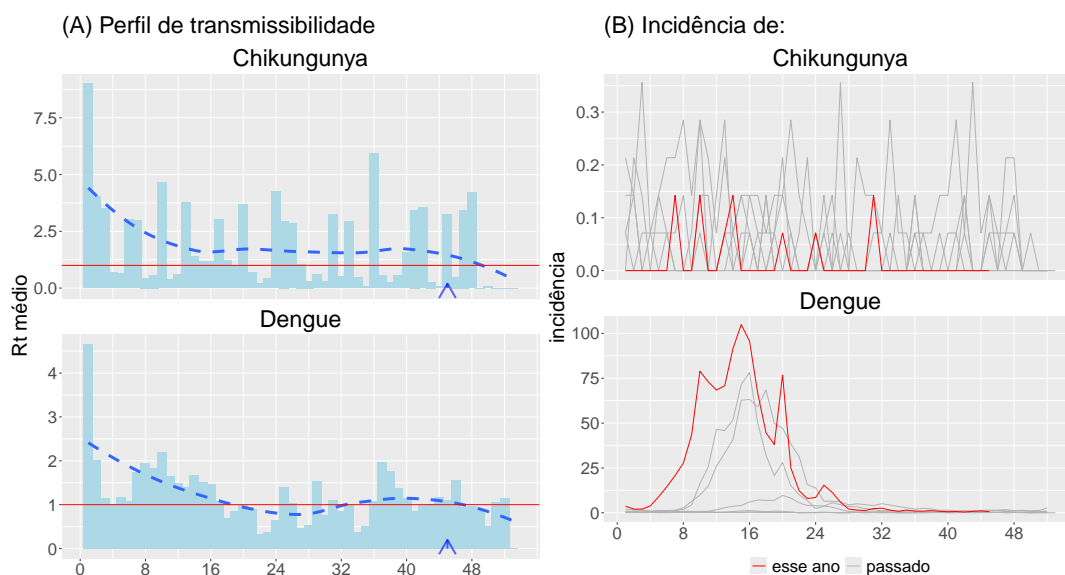 (A) Perfil de transmissibilidade
Chikungunya
7.5
5.0
2.5
0.0
Dengue
4
3
2
1
0
0 8 16 24 32 40 48
Rt médio
(B) Incidência de:
Chikungunya
0.3
0.2
0.1
0.0
Dengue
100
75
50
25
0
0 8 16 24 32 40 48
incidência
esse ano passado